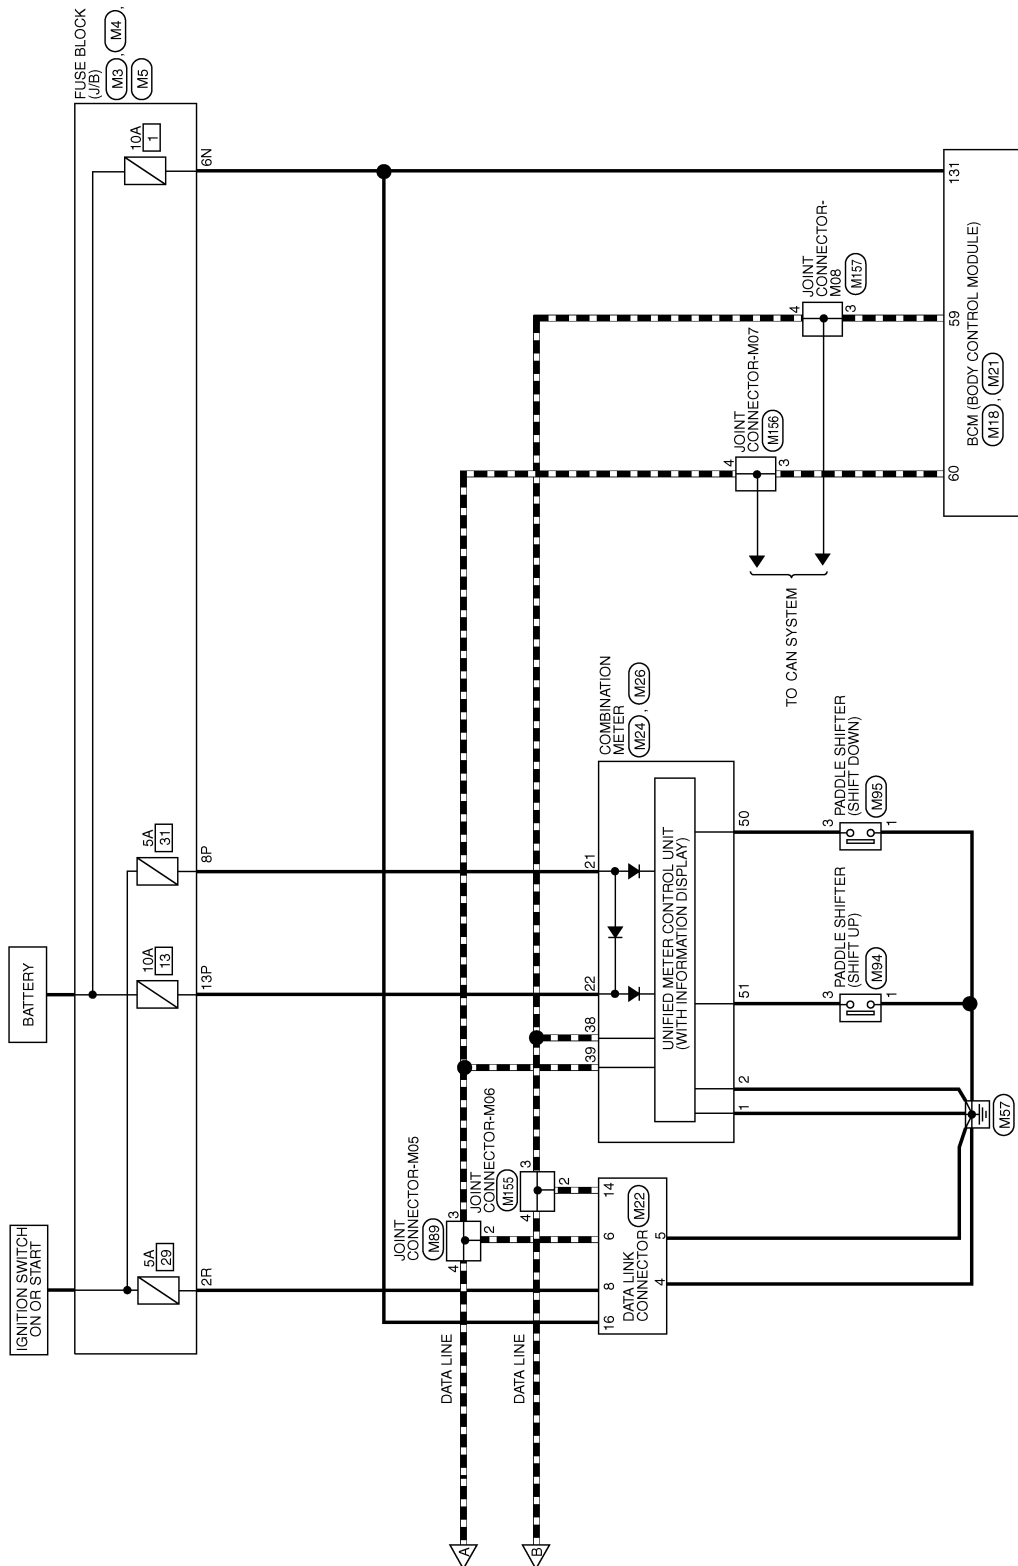 IGNITION SWITCH
ON OR START
BATTERY
FUSE BLOCK
(J/B)
M3 , M4 ,
M5
5A
29
2R
10A
13
13P
5A
31
8P
10A
1
6N
DATA LINE
A
DATA LINE
B
JOINT
CONNECTOR-M05
M89
4
3
2
JOINT
CONNECTOR-M06
M155
4
3
2
16
8
6
14
DATA LINK
CONNECTOR
M22
4
5
39
38
22
21
COMBINATION
METER
M24 , M26
UNIFIED METER CONTROL UNIT
(WITH INFORMATION DISPLAY)
1
2
51
50
3
1
PADDLE SHIFTER
(SHIFT UP)
M94
3
1
PADDLE SHIFTER
(SHIFT DOWN)
M95
M57
TO CAN SYSTEM
JOINT
CONNECTOR-M07
M156
4
3
JOINT
CONNECTOR-
M08
M157
4
3
60
59
131
BCM (BODY CONTROL MODULE)
M18 , M21